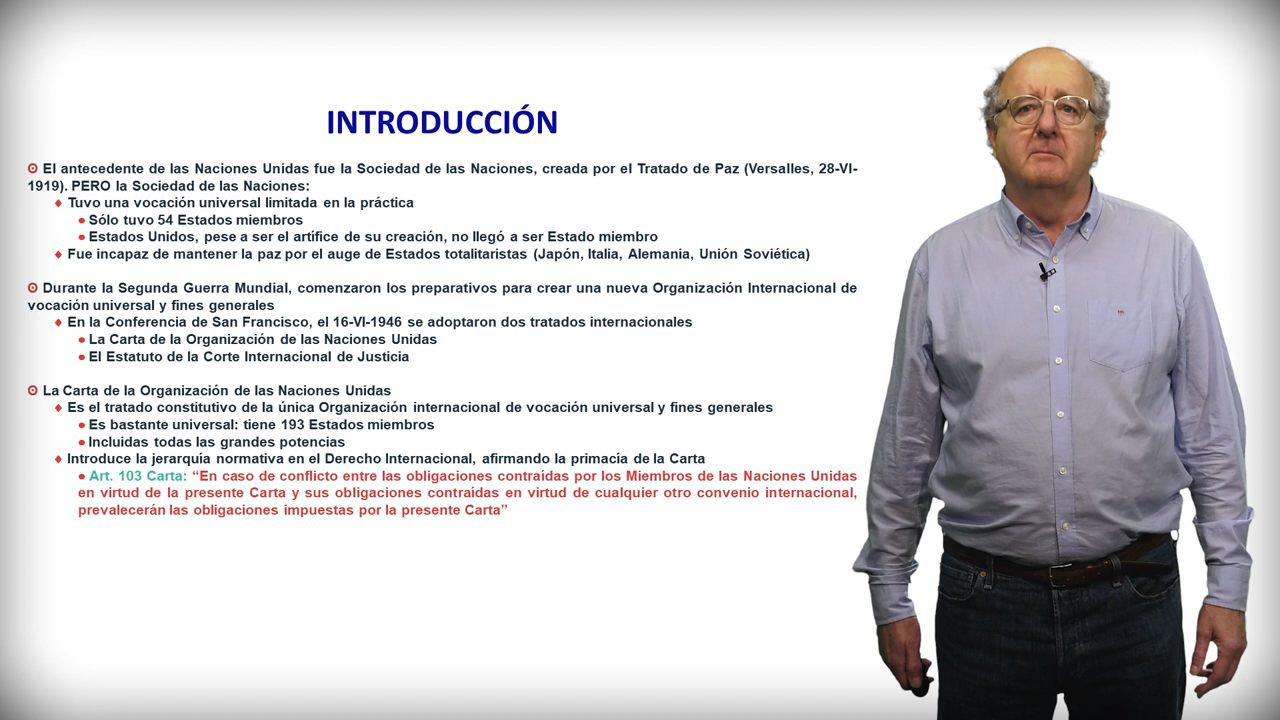 INTRODUCCIÓN
El antecedente de las Naciones Unidas fue la Sociedad de las Naciones, creada por el Tratado de Paz (Versalles, 28-VI-
1919). PERO la Sociedad de las Naciones:
Tuvo una vocación universal limitada en la práctica
Sólo tuvo 54 Estados miembros
Estados Unidos, pese a ser el artífice de su creación, no llegó a ser Estado miembro
Fue incapaz de mantener la paz por el auge de Estados totalitaristas (Japón, Italia, Alemania, Unión Soviética)
Durante la Segunda Guerra Mundial, comenzaron los preparativos para crear una nueva Organización Internacional de
vocación universal y fines generales
En la Conferencia de San Francisco, el 16-VI-1946 se adoptaron dos tratados internacionales
La Carta de la Organización de las Naciones Unidas
El Estatuto de la Corte Internacional de Justicia
La Carta de la Organización de las Naciones Unidas
Es el tratado constitutivo de la única Organización internacional de vocación universal y fines generales
Es bastante universal: tiene 193 Estados miembros
Incluidas todas las grandes potencias
Introduce la jerarquía normativa en el Derecho Internacional, afirmando la primacía de la Carta
Art. 103 Carta: “En caso de conflicto entre las obligaciones contraídas por los Miembros de las Naciones Unidas
en virtud de la presente Carta y sus obligaciones contraídas en virtud de cualquier otro convenio internacional,
prevalecerán las obligaciones impuestas por la presente Carta”